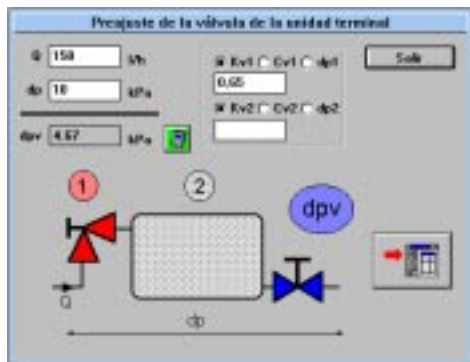 Preajuste de la válvula de la unidad terminal
Q 150 l/h
dp 10 kPa
dpv 4.67 kPa
Kv1 Cv1 dp1
0,65
Kv2 Cv2 dp2
Salir
1
2
dpv
Q
dp